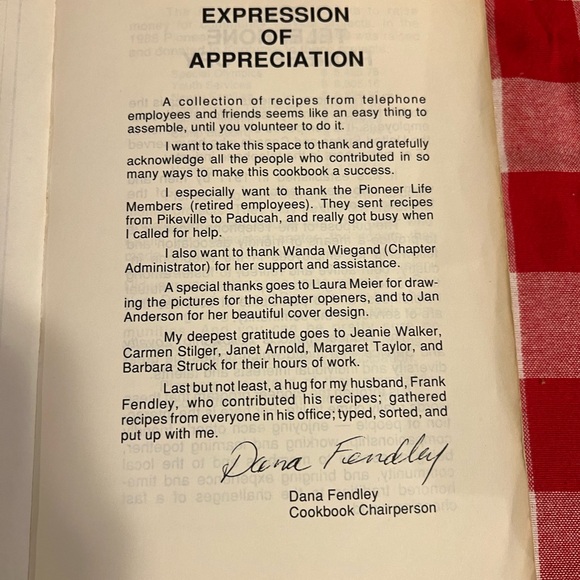 EXPRESSION
OF
APPRECIATION
A collection of recipes from telephone
employees and friends seems like an easy thing to
assemble, until you volunteer to do it.
I want to take this space to thank and gratefully
acknowledge all the people who contributed in so
many ways to make this cookbook a success.
I especially want to thank the Pioneer Life
Members (retired employees). They sent recipes
from Pikeville to Paducah, and really got busy when
I called for help.
I also want to thank Wanda Wiegand (Chapter
Administrator) for her support and assistance.
A special thanks goes to Laura Meier for draw-
ing the pictures for the chapter openers, and to Jan
Anderson for her beautiful cover design.
My deepest gratitude goes to Jeanie Walker,
Carmen Stilger, Janet Arnold, Margaret Taylor, and
Barbara Struck for their hours of work.
Last but not least, a hug for my husband, Frank
Fendley, who contributed his recipes; gathered
recipes from everyone in his office; typed, sorted, and
put up with me.
Dana Fendley
Dana Fendley
Cookbook Chairperson